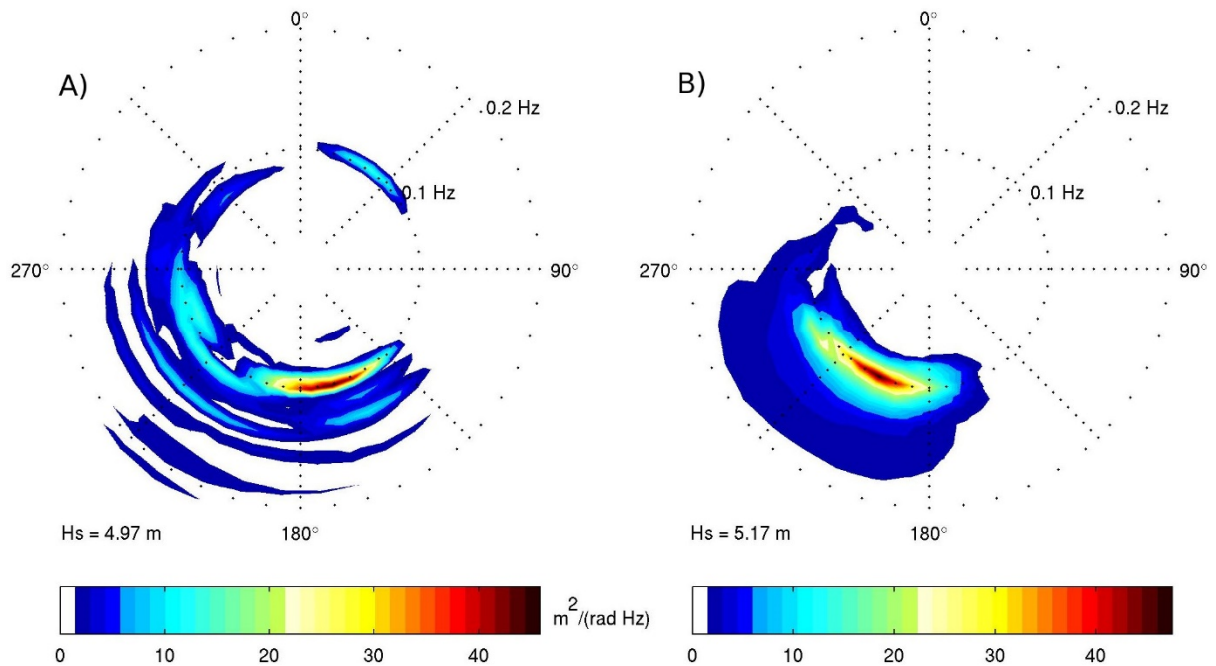 A)
0°
0.2 Hz
0.1 Hz
270°
90°
180°
Hs = 4.97 m
0 10 20 30 40
m²/(rad Hz)
B)
0°
0.2 Hz
0.1 Hz
270°
90°
180°
Hs = 5.17 m
0 10 20 30 40